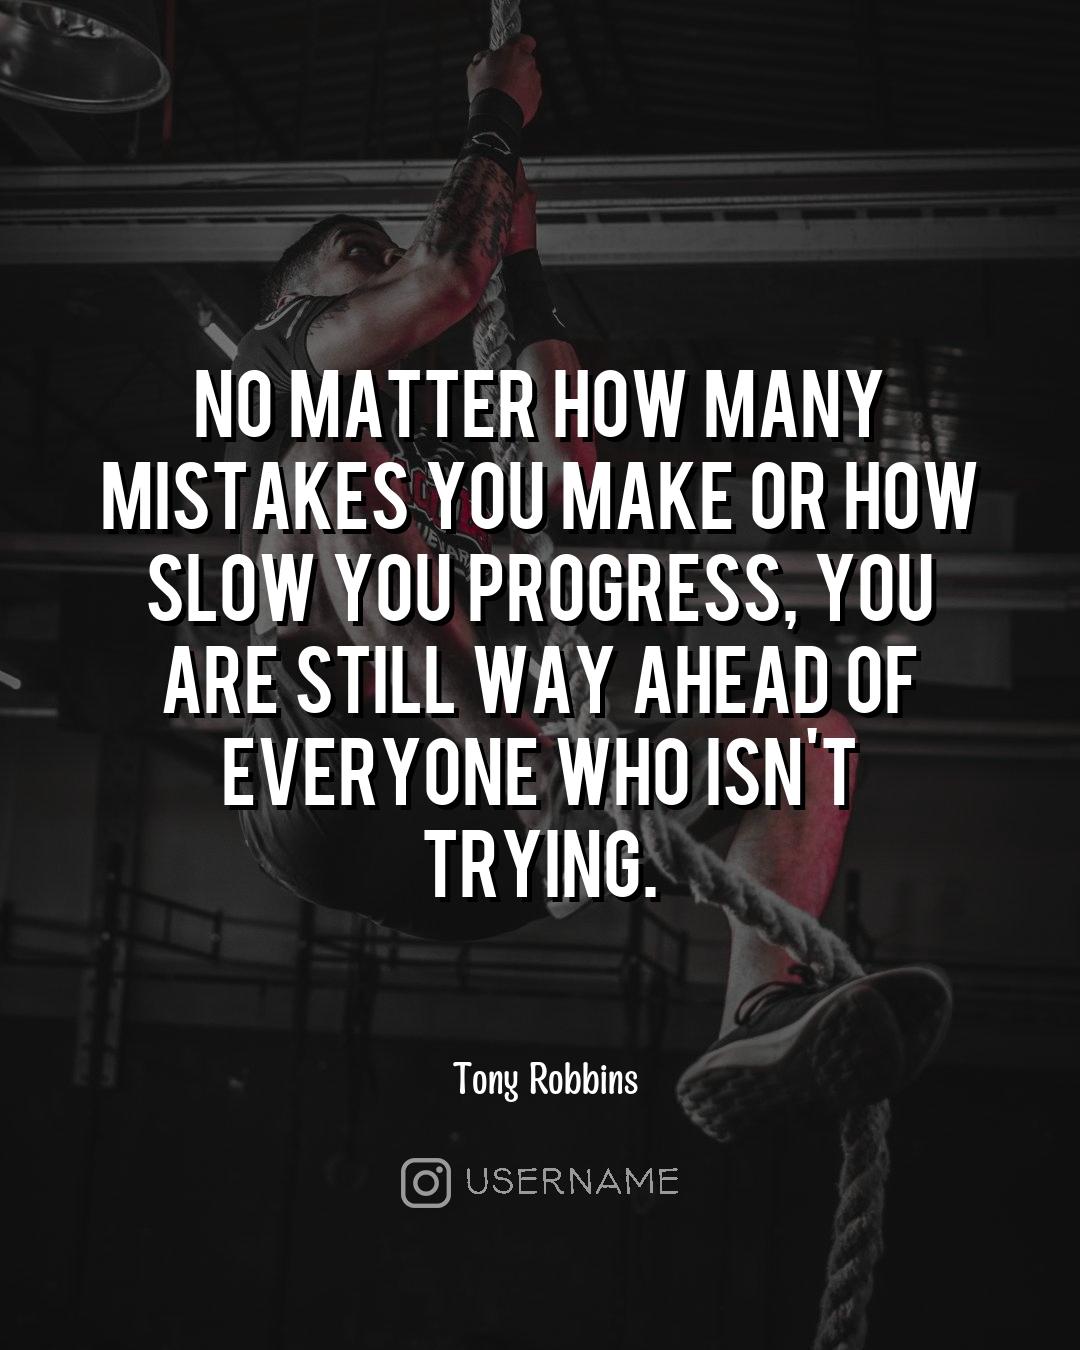 NO MATTER HOW MANY
MISTAKES YOU MAKE OR HOW
SLOW YOU PROGRESS, YOU
ARE STILL WAY AHEAD OF
EVERYONE WHO ISN'T
TRYING.
Tony Robbins
USERNAME